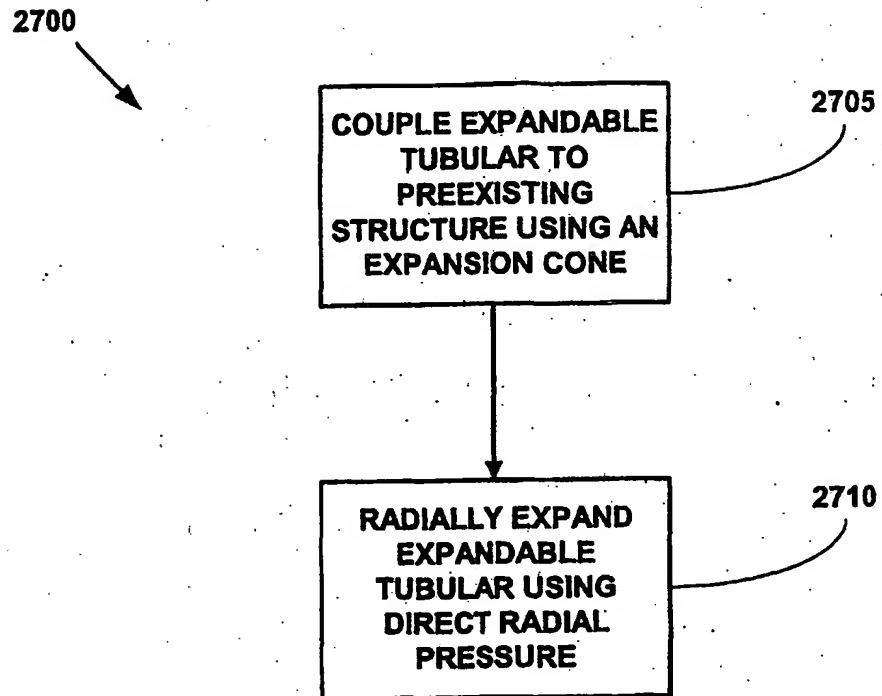 2700
COUPLE EXPANDABLE
TUBULAR TO
PREEXISTING
STRUCTURE USING AN
EXPANSION CONE
2705
RADIALLY EXPAND
EXPANDABLE
TUBULAR USING
DIRECT RADIAL
PRESSURE
2710